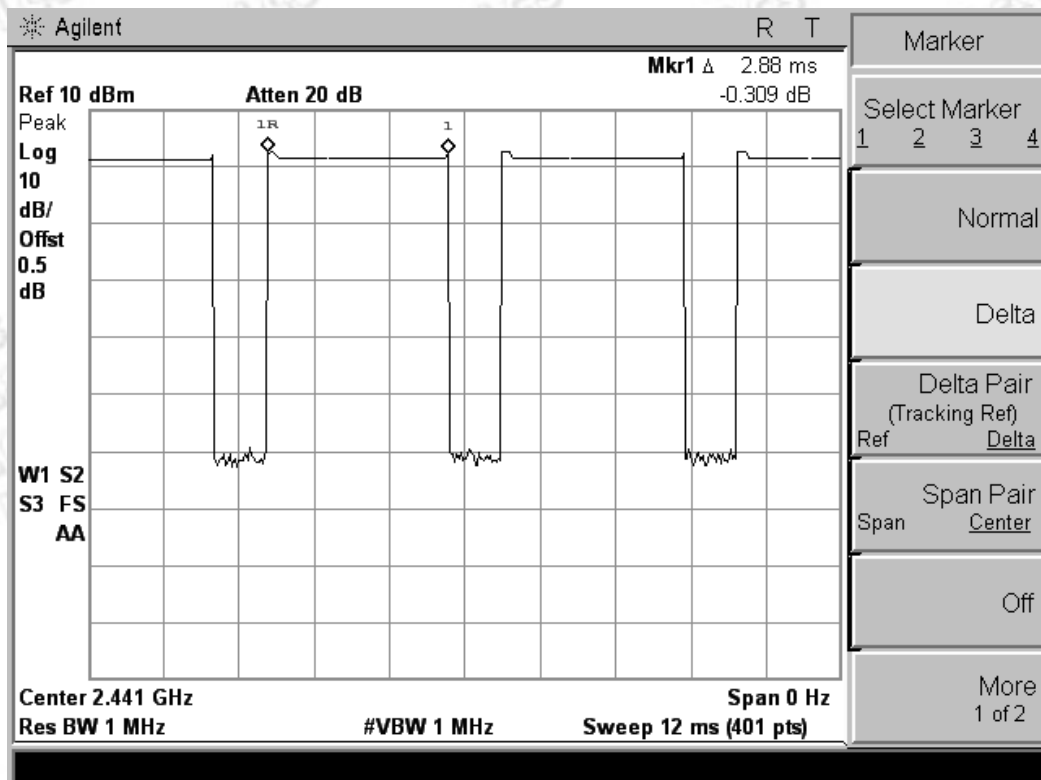 Agilent R T
Mkr1 Δ 2.88 ms
Ref 10 dBm Atten 20 dB -0.309 dB
Peak
Log
10
dB/
Offst
0.5
dB
1R 1
W1 S2
S3 FS
AA
Center 2.441 GHz Span 0 Hz
Res BW 1 MHz #VBW 1 MHz Sweep 12 ms (401 pts)
Marker
Select Marker
1 2 3 4
Normal
Delta
Delta Pair
(Tracking Ref)
Ref Delta
Span Pair
Span Center
Off
More
1 of 2